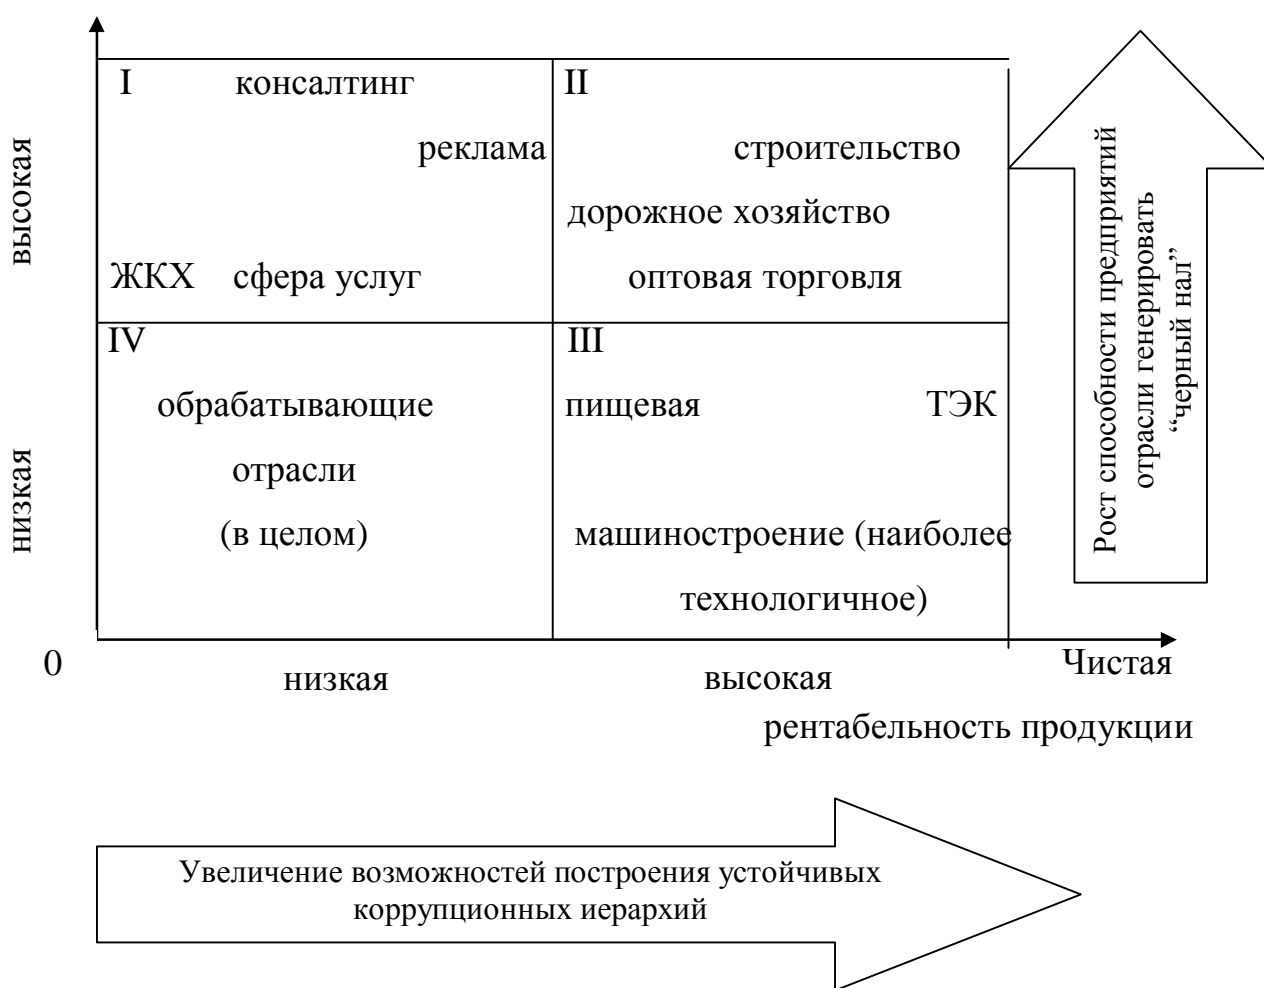 I консалтинг
реклама
ЖКХ сфера услуг
II
строительство
дорожное хозяйство
оптовая торговля
IV
обрабатывающие
отрасли
(в целом)
III
пищевая ТЭК
машиностроение (наиболее
технологичное)
высокая
низкая
0
низкая
высокая
Чистая
рентабельность продукции
Рост способности предприятий
отрасли генерировать
“черный нал”
Увеличение возможностей построения устойчивых
коррупционных иерархий